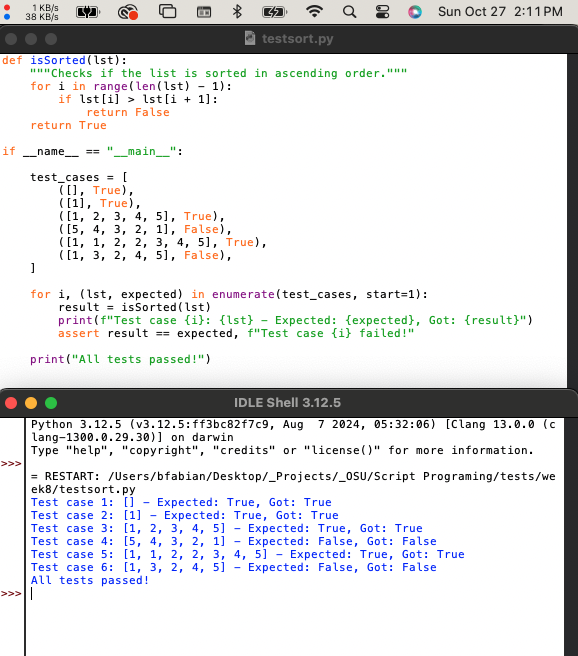 1 KB/s
38 KB/s
Sun Oct 27 2:11 PM
testsort.py
def isSorted(lst):
    """Checks if the list is sorted in ascending order."""
    for i in range(len(lst) - 1):
        if lst[i] > lst[i + 1]:
            return False
    return True

if __name__ == "__main__":

    test_cases = [
        ([], True),
        ([1], True),
        ([1, 2, 3, 4, 5], True),
        ([5, 4, 3, 2, 1], False),
        ([1, 1, 2, 2, 3, 4, 5], True),
        ([1, 3, 2, 4, 5], False),
    ]

    for i, (lst, expected) in enumerate(test_cases, start=1):
        result = isSorted(lst)
        print(f"Test case {i}: {lst} - Expected: {expected}, Got: {result}")
        assert result == expected, f"Test case {i} failed!"

    print("All tests passed!")
IDLE Shell 3.12.5
Python 3.12.5 (v3.12.5:ff3bc82f7c9, Aug  7 2024, 05:32:06) [Clang 13.0.0 (c
lang-1300.0.29.30)] on darwin
Type "help", "copyright", "credits" or "license()" for more information.
>>>
= RESTART: /Users/bfabian/Desktop/_Projects/_OSU/Script Programing/tests/we
ek8/testsort.py
Test case 1: [] - Expected: True, Got: True
Test case 2: [1] - Expected: True, Got: True
Test case 3: [1, 2, 3, 4, 5] - Expected: True, Got: True
Test case 4: [5, 4, 3, 2, 1] - Expected: False, Got: False
Test case 5: [1, 1, 2, 2, 3, 4, 5] - Expected: True, Got: True
Test case 6: [1, 3, 2, 4, 5] - Expected: False, Got: False
All tests passed!
>>>